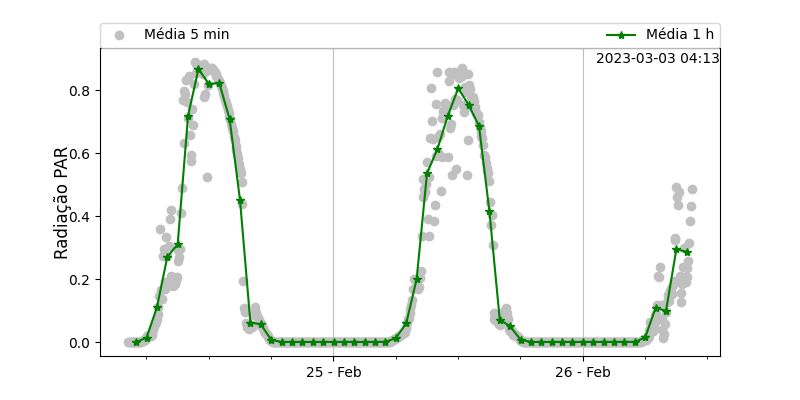 Média 5 min
Média 1 h
2023-03-03 04:13
Radiação PAR
0.8
0.6
0.4
0.2
0.0
25 - Feb
26 - Feb